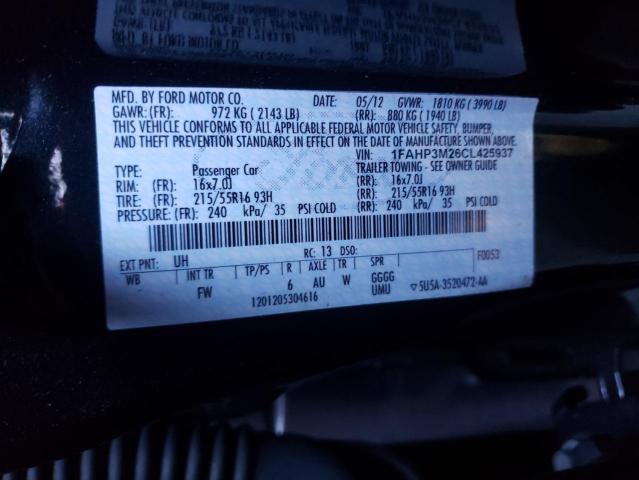 MFD. BY FORD MOTOR CO. DATE: 05/12 GVWR: 1810 KG ( 3990 LB)
GAWR: (FR): 972 KG ( 2143 LB) (RR): 880 KG ( 1940 LB)
THIS VEHICLE CONFORMS TO ALL APPLICABLE FEDERAL MOTOR VEHICLE SAFETY, BUMPER,
AND THEFT PREVENTION STANDARDS IN EFFECT ON THE DATE OF MANUFACTURE SHOWN ABOVE.
VIN: 1FAHP3M26CL425937
TYPE: Passenger Car TRAILER TOWING - SEE OWNER GUIDE
RIM: (FR): 16x7.0J (RR): 16x7.0J
TIRE: (FR): 215/55R16 93H (RR): 215/55R16 93H
PRESSURE: (FR): 240 kPa/ 35 PSI COLD (RR): 240 kPa/ 35 PSI COLD
RC: 13 DSO: F0053
EXT PNT: UH
WB INT TR TP/PS R AXLE TR SPR
FW 6 AU W GGGG
UMU ▽5U5A-3520472-AA
1201205304616